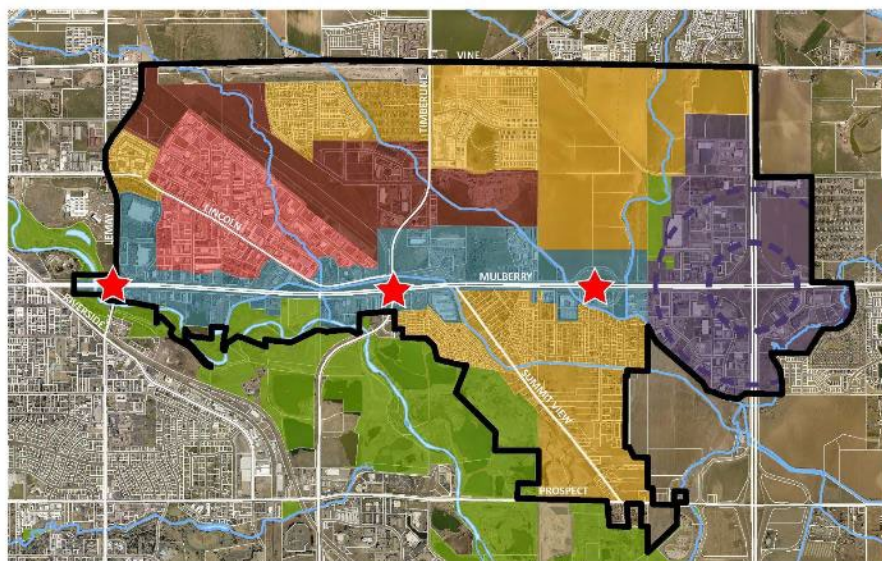 VINE
TIMBERLINE
LINCOLN
LEMAY
MULBERRY
RIVERSIDE
SUMMIT VIEW
PROSPECT